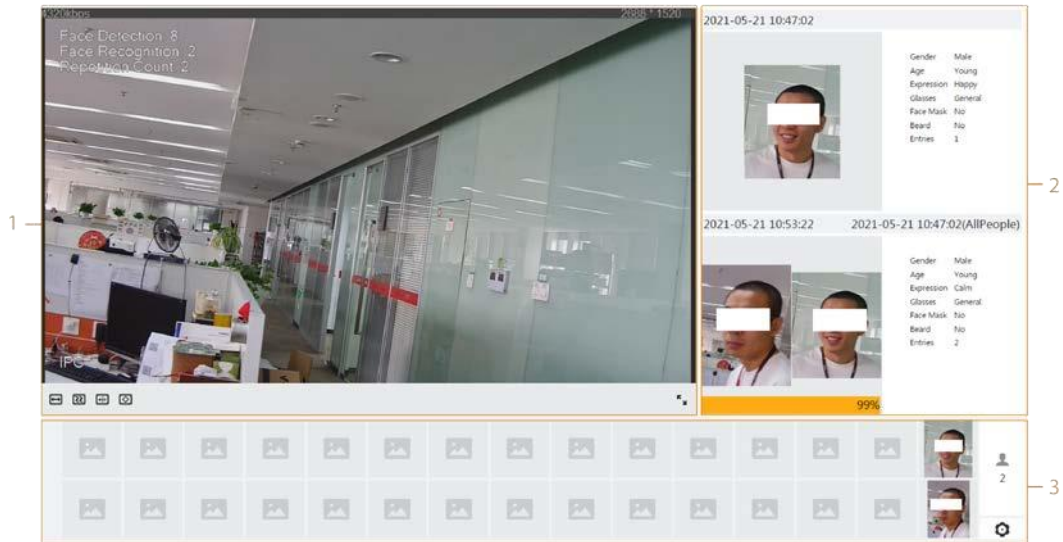 4320kbps 2688 * 1520
Face Detection 8
Face Recognition 2
Repetition Count 2
IPC
1
2021-05-21 10:47:02
Gender Male
Age Young
Expression Happy
Glasses General
Face Mask No
Beard No
Entries 1
2
2021-05-21 10:53:22 2021-05-21 10:47:02(AllPeople)
Gender Male
Age Young
Expression Calm
Glasses General
Face Mask No
Beard No
Entries 2
99%
2
3